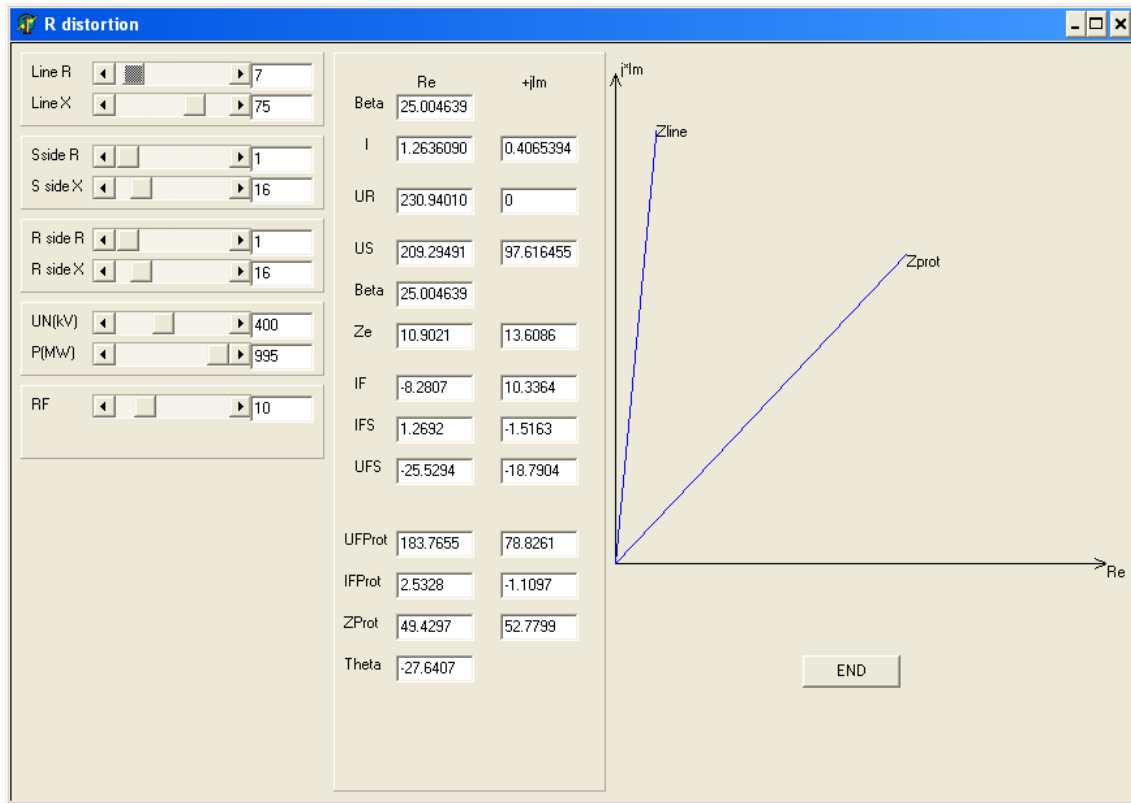 R distortion
Line R 7
Line X 75
Sside R 1
S side X 16
R side R 1
R side X 16
UN(kV) 400
P(MW) 995
RF 10
Re +jIm
Beta 25.004639
I 1.2636090 0.4065394
UR 230.94010 0
US 209.29491 97.616455
Beta 25.004639
Ze 10.9021 13.6086
IF -8.2807 10.3364
IFS 1.2692 -1.5163
UFS -25.5294 -18.7904
UFProt 183.7655 78.8261
IFProt 2.5328 -1.1097
ZProt 49.4297 52.7799
Theta -27.6407
j*Im
Zline
Zprot
Re
END